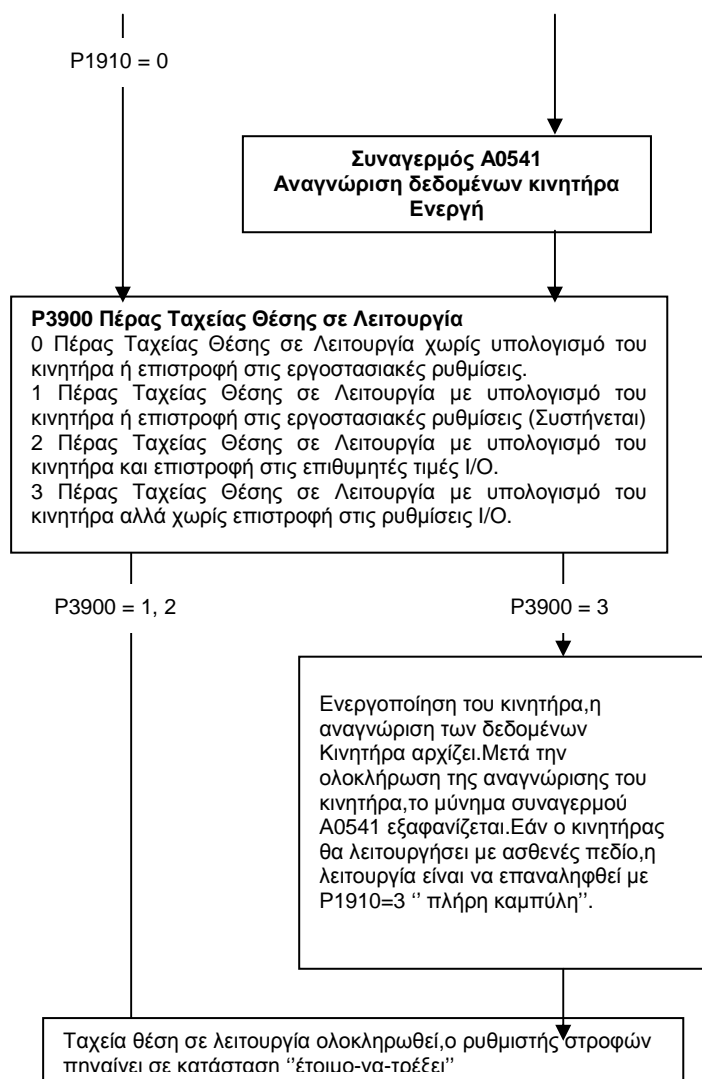 P1910 = 0
Συναγερμός Α0541
Αναγνώριση δεδομένων κινητήρα
Ενεργή
P3900 Πέρας Ταχείας Θέσης σε Λειτουργία
0 Πέρας Ταχείας Θέσης σε Λειτουργία χωρίς υπολογισμό του
κινητήρα ή επιστροφή στις εργοστασιακές ρυθμίσεις.
1 Πέρας Ταχείας Θέσης σε Λειτουργία με υπολογισμό του
κινητήρα ή επιστροφή στις εργοστασιακές ρυθμίσεις (Συστήνεται)
2 Πέρας Ταχείας Θέσης σε Λειτουργία με υπολογισμό του
κινητήρα και επιστροφή στις επιθυμητές τιμές I/O.
3 Πέρας Ταχείας Θέσης σε Λειτουργία με υπολογισμό του
κινητήρα αλλά χωρίς επιστροφή στις ρυθμίσεις I/O.
P3900 = 1, 2
P3900 = 3
Ενεργοποίηση του κινητήρα,η
αναγνώριση των δεδομένων
Κινητήρα αρχίζει.Μετά την
ολοκλήρωση της αναγνώρισης του
κινητήρα,το μύνημα συναγερμού
Α0541 εξαφανίζεται.Εάν ο κινητήρας
θα λειτουργήσει με ασθενές πεδίο,η
λειτουργία είναι να επαναληφθεί με
P1910=3 ‘’ πλήρη καμπύλη’’.
Ταχεία θέση σε λειτουργία ολοκληρωθεί,ο ρυθμιστής στροφών
πηγαίνει σε κατάσταση ‘’έτοιμο-να-τρέξει’’